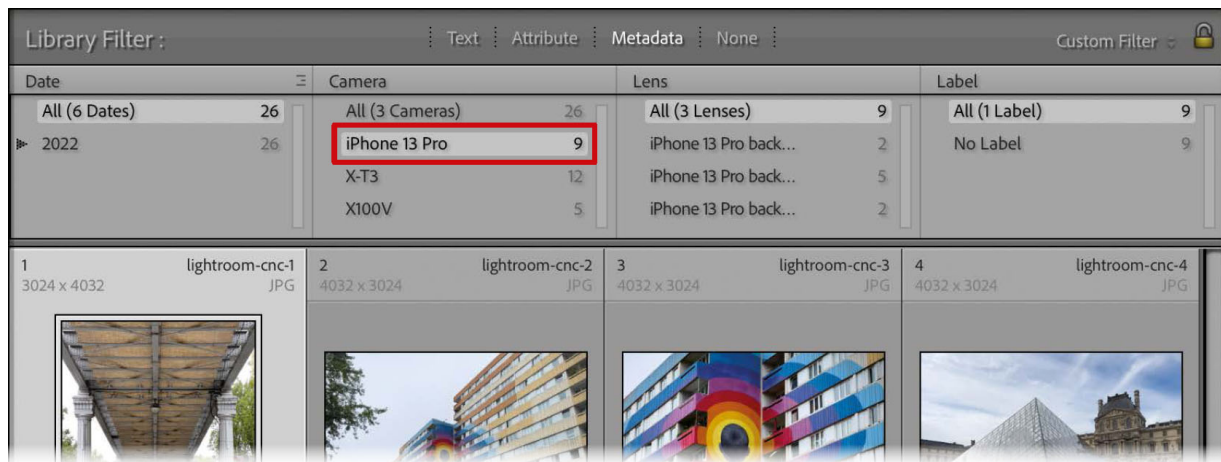 Library Filter : Text Attribute Metadata None Custom Filter
Date Camera Lens Label
All (6 Dates) 26 All (3 Cameras) 26 All (3 Lenses) 9 All (1 Label) 9
2022 26 iPhone 13 Pro 9 iPhone 13 Pro back... 2 No Label 9
X-T3 12 iPhone 13 Pro back... 5
X100V 5 iPhone 13 Pro back... 2
1 lightroom-cnc-1 2 lightroom-cnc-2 3 lightroom-cnc-3 4 lightroom-cnc-4
3024 x 4032 JPG 4032 x 3024 JPG 4032 x 3024 JPG 4032 x 3024 JPG